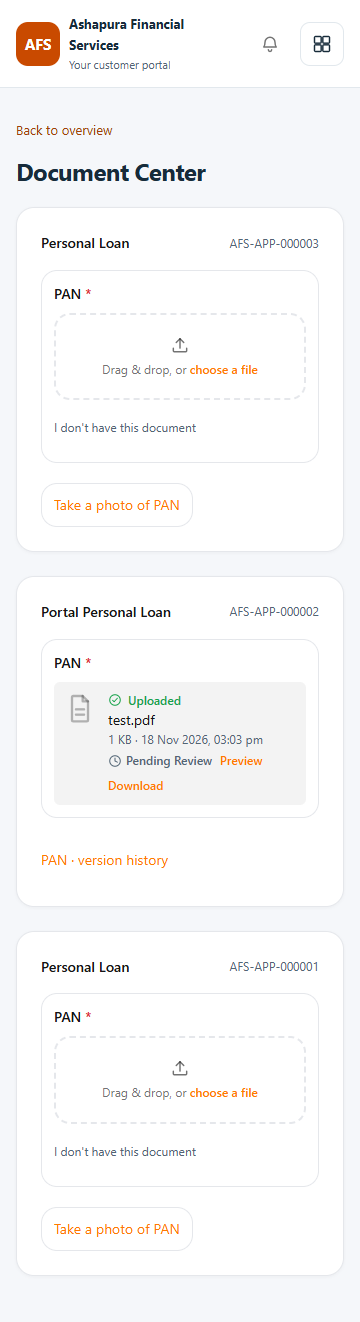 AFS
Ashapura Financial
Services
Your customer portal
Back to overview
Document Center
Personal Loan AFS-APP-000003
PAN *
Drag & drop, or choose a file
I don't have this document
Take a photo of PAN
Portal Personal Loan AFS-APP-000002
PAN *
Uploaded
test.pdf
1 KB · 18 Nov 2026, 03:03 pm
Pending Review Preview
Download
PAN · version history
Personal Loan AFS-APP-000001
PAN *
Drag & drop, or choose a file
I don't have this document
Take a photo of PAN